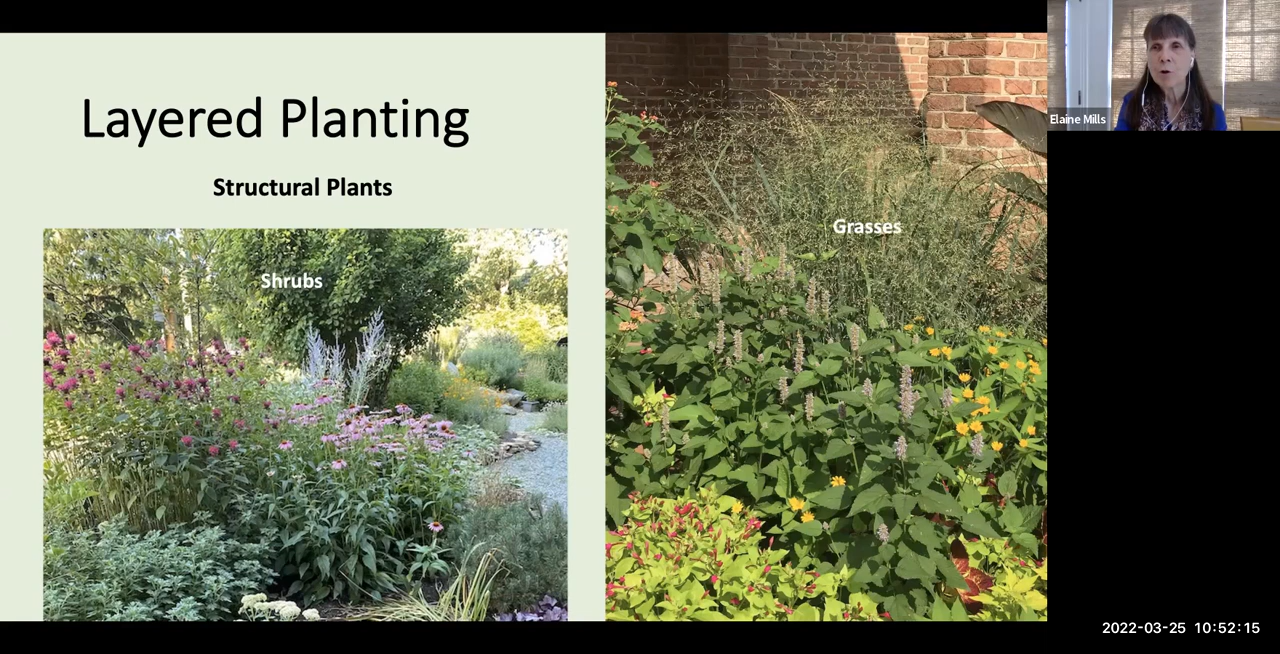 Layered Planting
Structural Plants
Shrubs
Grasses
Elaine Mills
2022-03-25 10:52:15